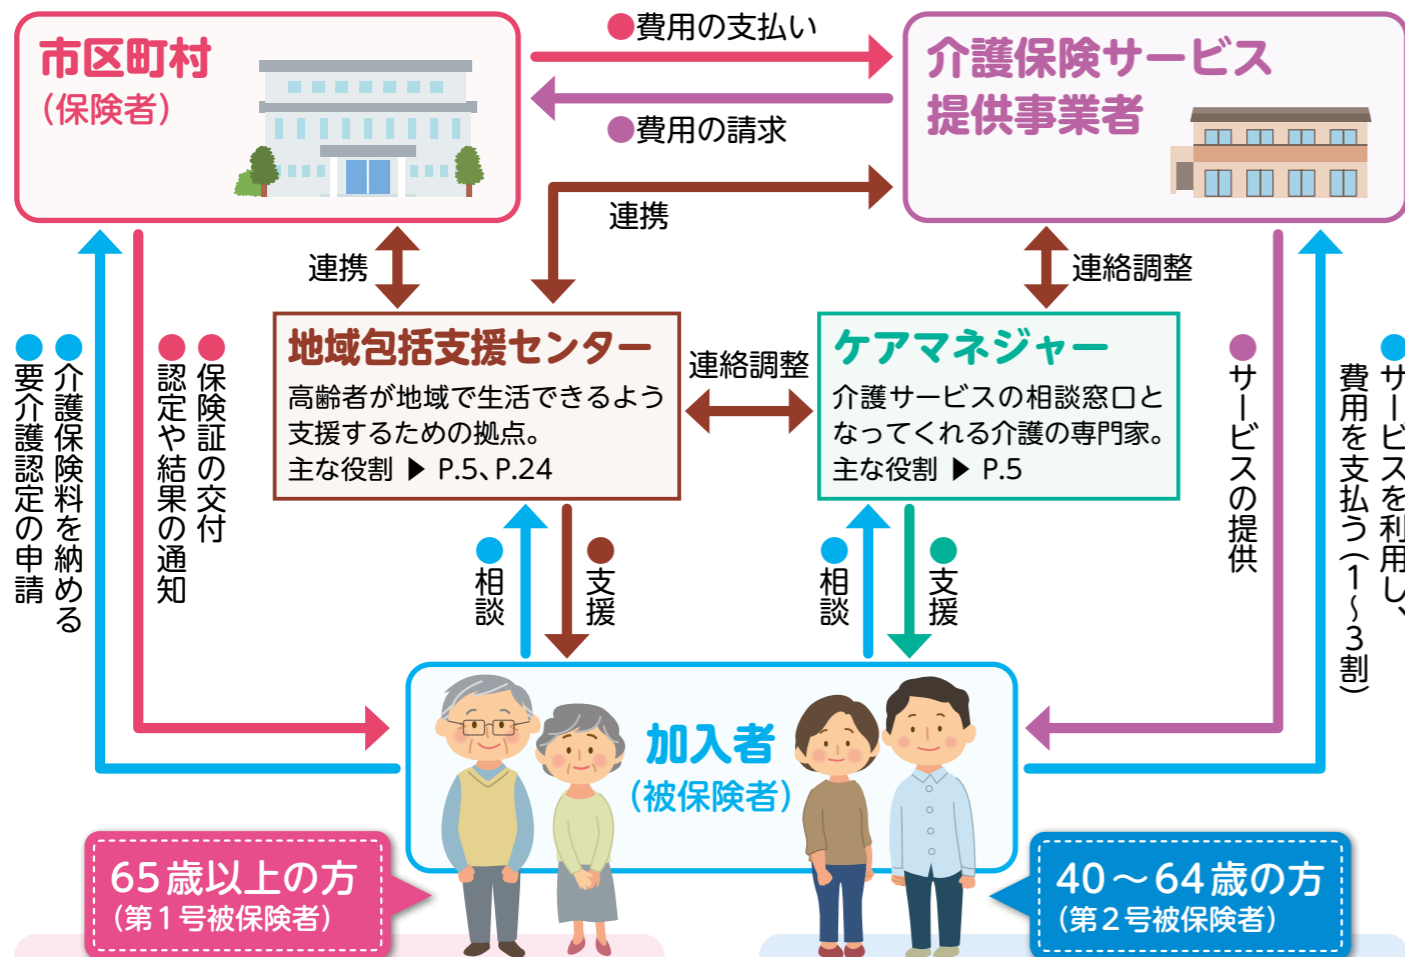 市区町村
（保険者）
●費用の支払い
●費用の請求
介護保険サービス
提供事業者
連携
連携
連絡調整
地域包括支援センター
高齢者が地域で生活できるよう
支援するための拠点。
主な役割 ▶ P.5、P.24
連絡調整
ケアマネジャー
介護サービスの相談窓口と
なってくれる介護の専門家。
主な役割 ▶ P.5
●介護保険料を納める
●要介護認定の申請
●保険証の交付
●認定や結果の通知
●相談
●支援
●相談
●支援
●サービスの提供
●サービスを利用し、
費用を支払う（1～3割）
加入者
（被保険者）
65歳以上の方
（第1号被保険者）
40～64歳の方
（第2号被保険者）